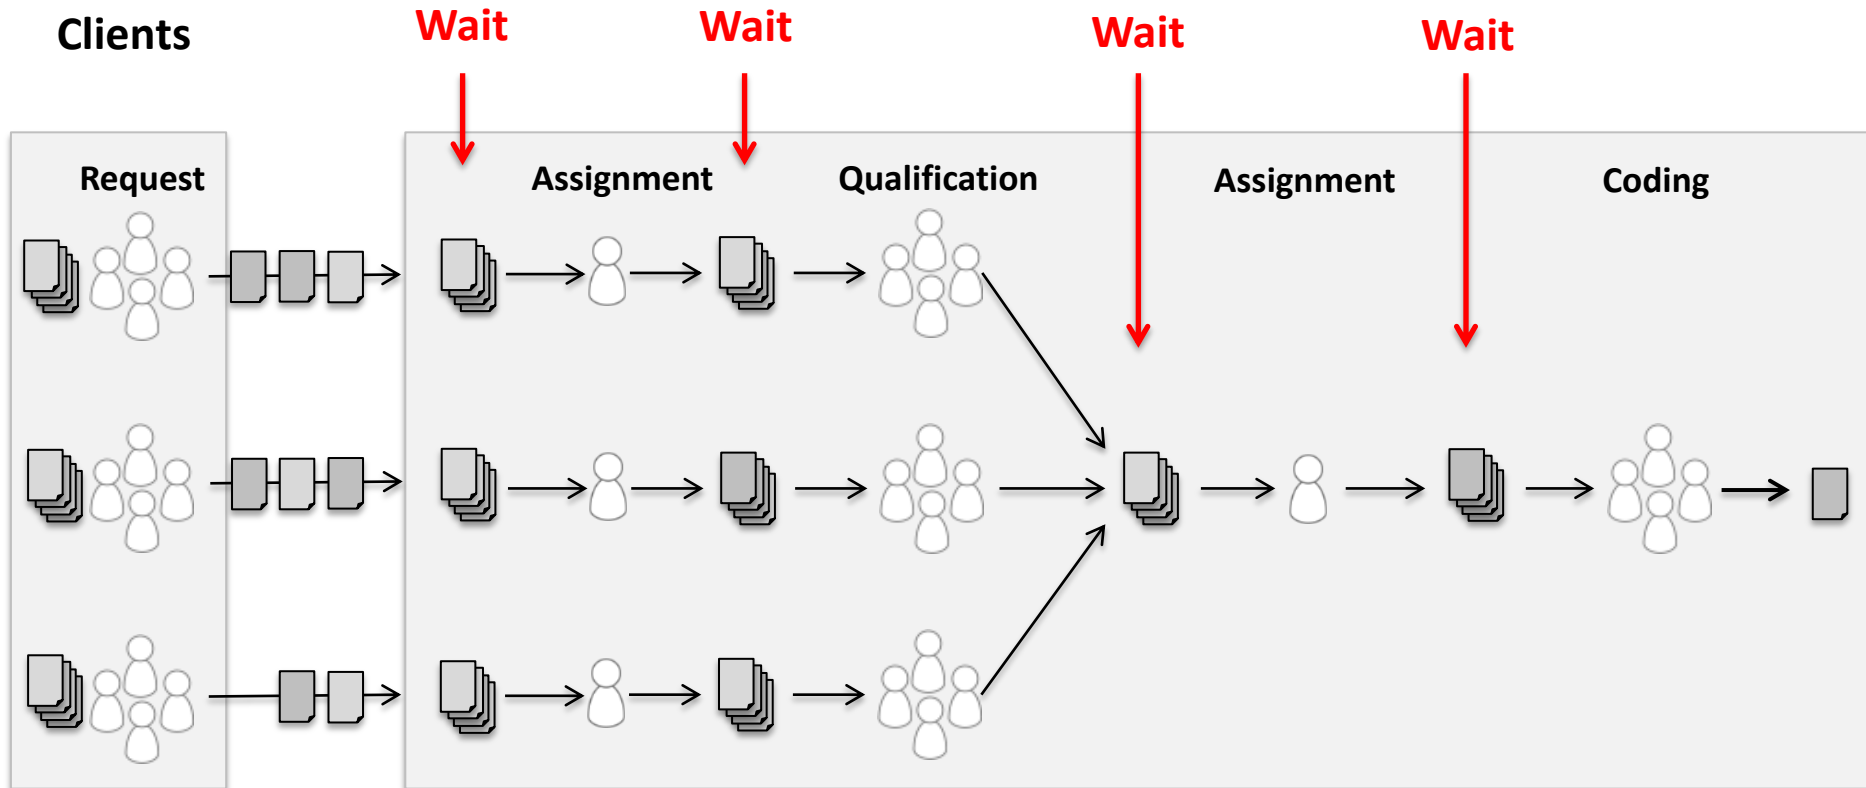 Clients
Wait
Wait
Wait
Wait
Request
Assignment
Qualification
Assignment
Coding